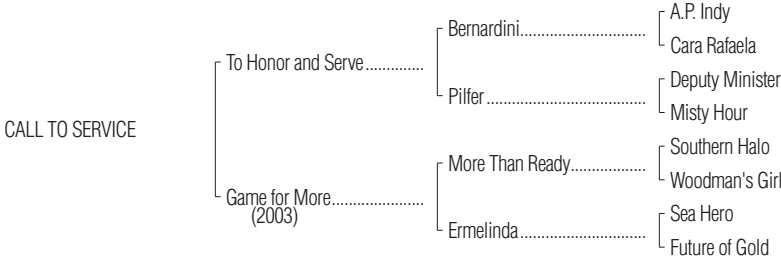 A.P. Indy
Bernardini
Cara Rafaela
To Honor and Serve
Deputy Minister
Pilfer
Misty Hour
CALL TO SERVICE
Southern Halo
More Than Ready
Woodman's Girl
Game for More
(2003)
Sea Hero
Ermelinda
Future of Gold